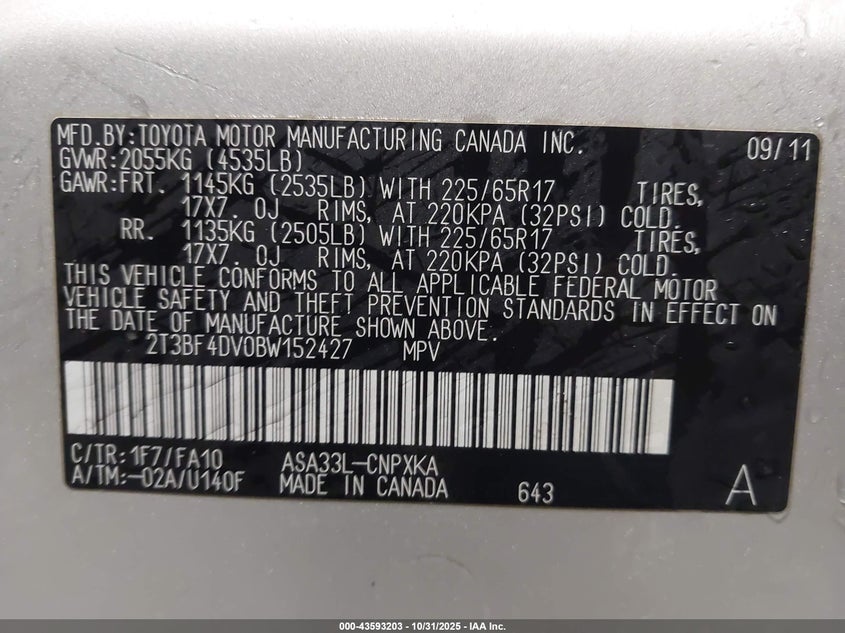 MFD.BY:TOYOTA MOTOR MANUFACTURING CANADA INC. 09/11
GVWR:2055KG (4535LB)
GAWR:FRT. 1145KG (2535LB) WITH 225/65R17 TIRES,
17X7.0J RIMS, AT 220KPA (32PSI) COLD.
RR. 1135KG (2505LB) WITH 225/65R17 TIRES,
17X7.0J RIMS, AT 220KPA (32PSI) COLD.
THIS VEHICLE CONFORMS TO ALL APPLICABLE FEDERAL MOTOR
VEHICLE SAFETY AND THEFT PREVENTION STANDARDS IN EFFECT ON
THE DATE OF MANUFACTURE SHOWN ABOVE.
2T3BF4DV0BW152427 MPV
C/TR:1F7/FA10 ASA33L-CNPXKA
A/TM:-02A/U140F MADE IN CANADA 643 A
000-43593203 - 10/31/2025 - IAA Inc.